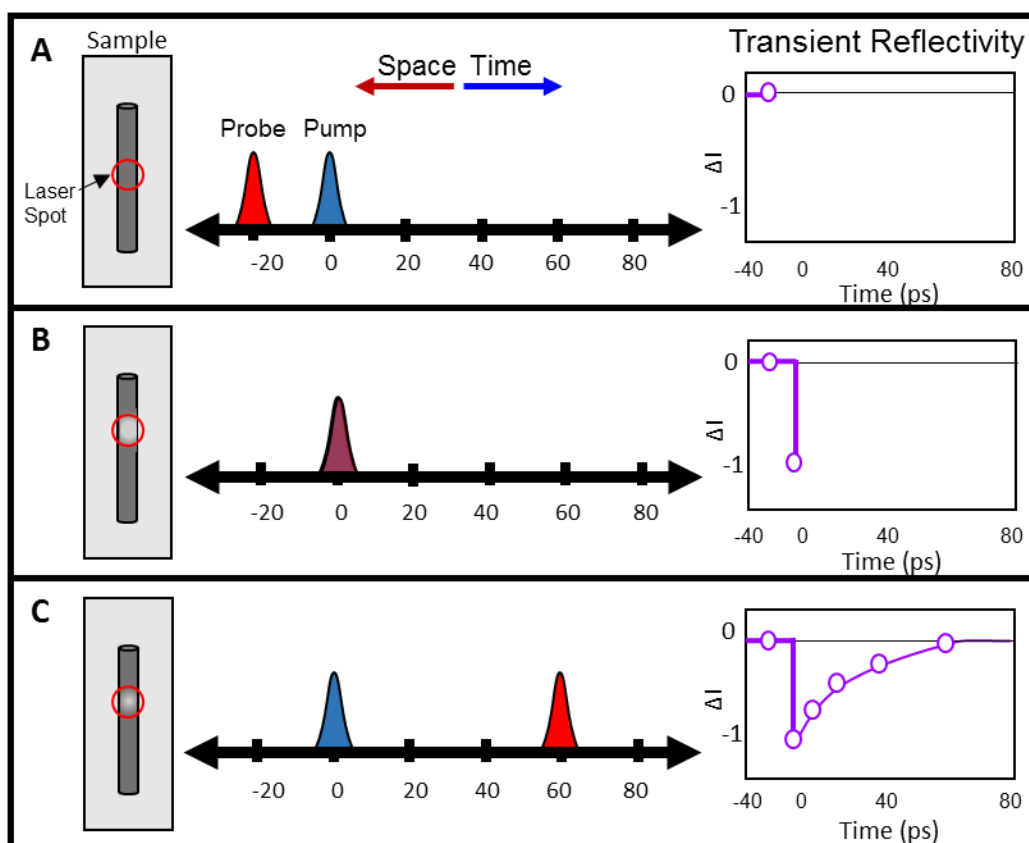 A
Sample
Space Time
Transient Reflectivity
Probe Pump
Laser
Spot
-20 0 20 40 60 80
0
ΔI
-1
-40 0 40 80
Time (ps)
B
-20 0 20 40 60 80
0
ΔI
-1
-40 0 40 80
Time (ps)
C
-20 0 20 40 60 80
0
ΔI
-1
-40 0 40 80
Time (ps)